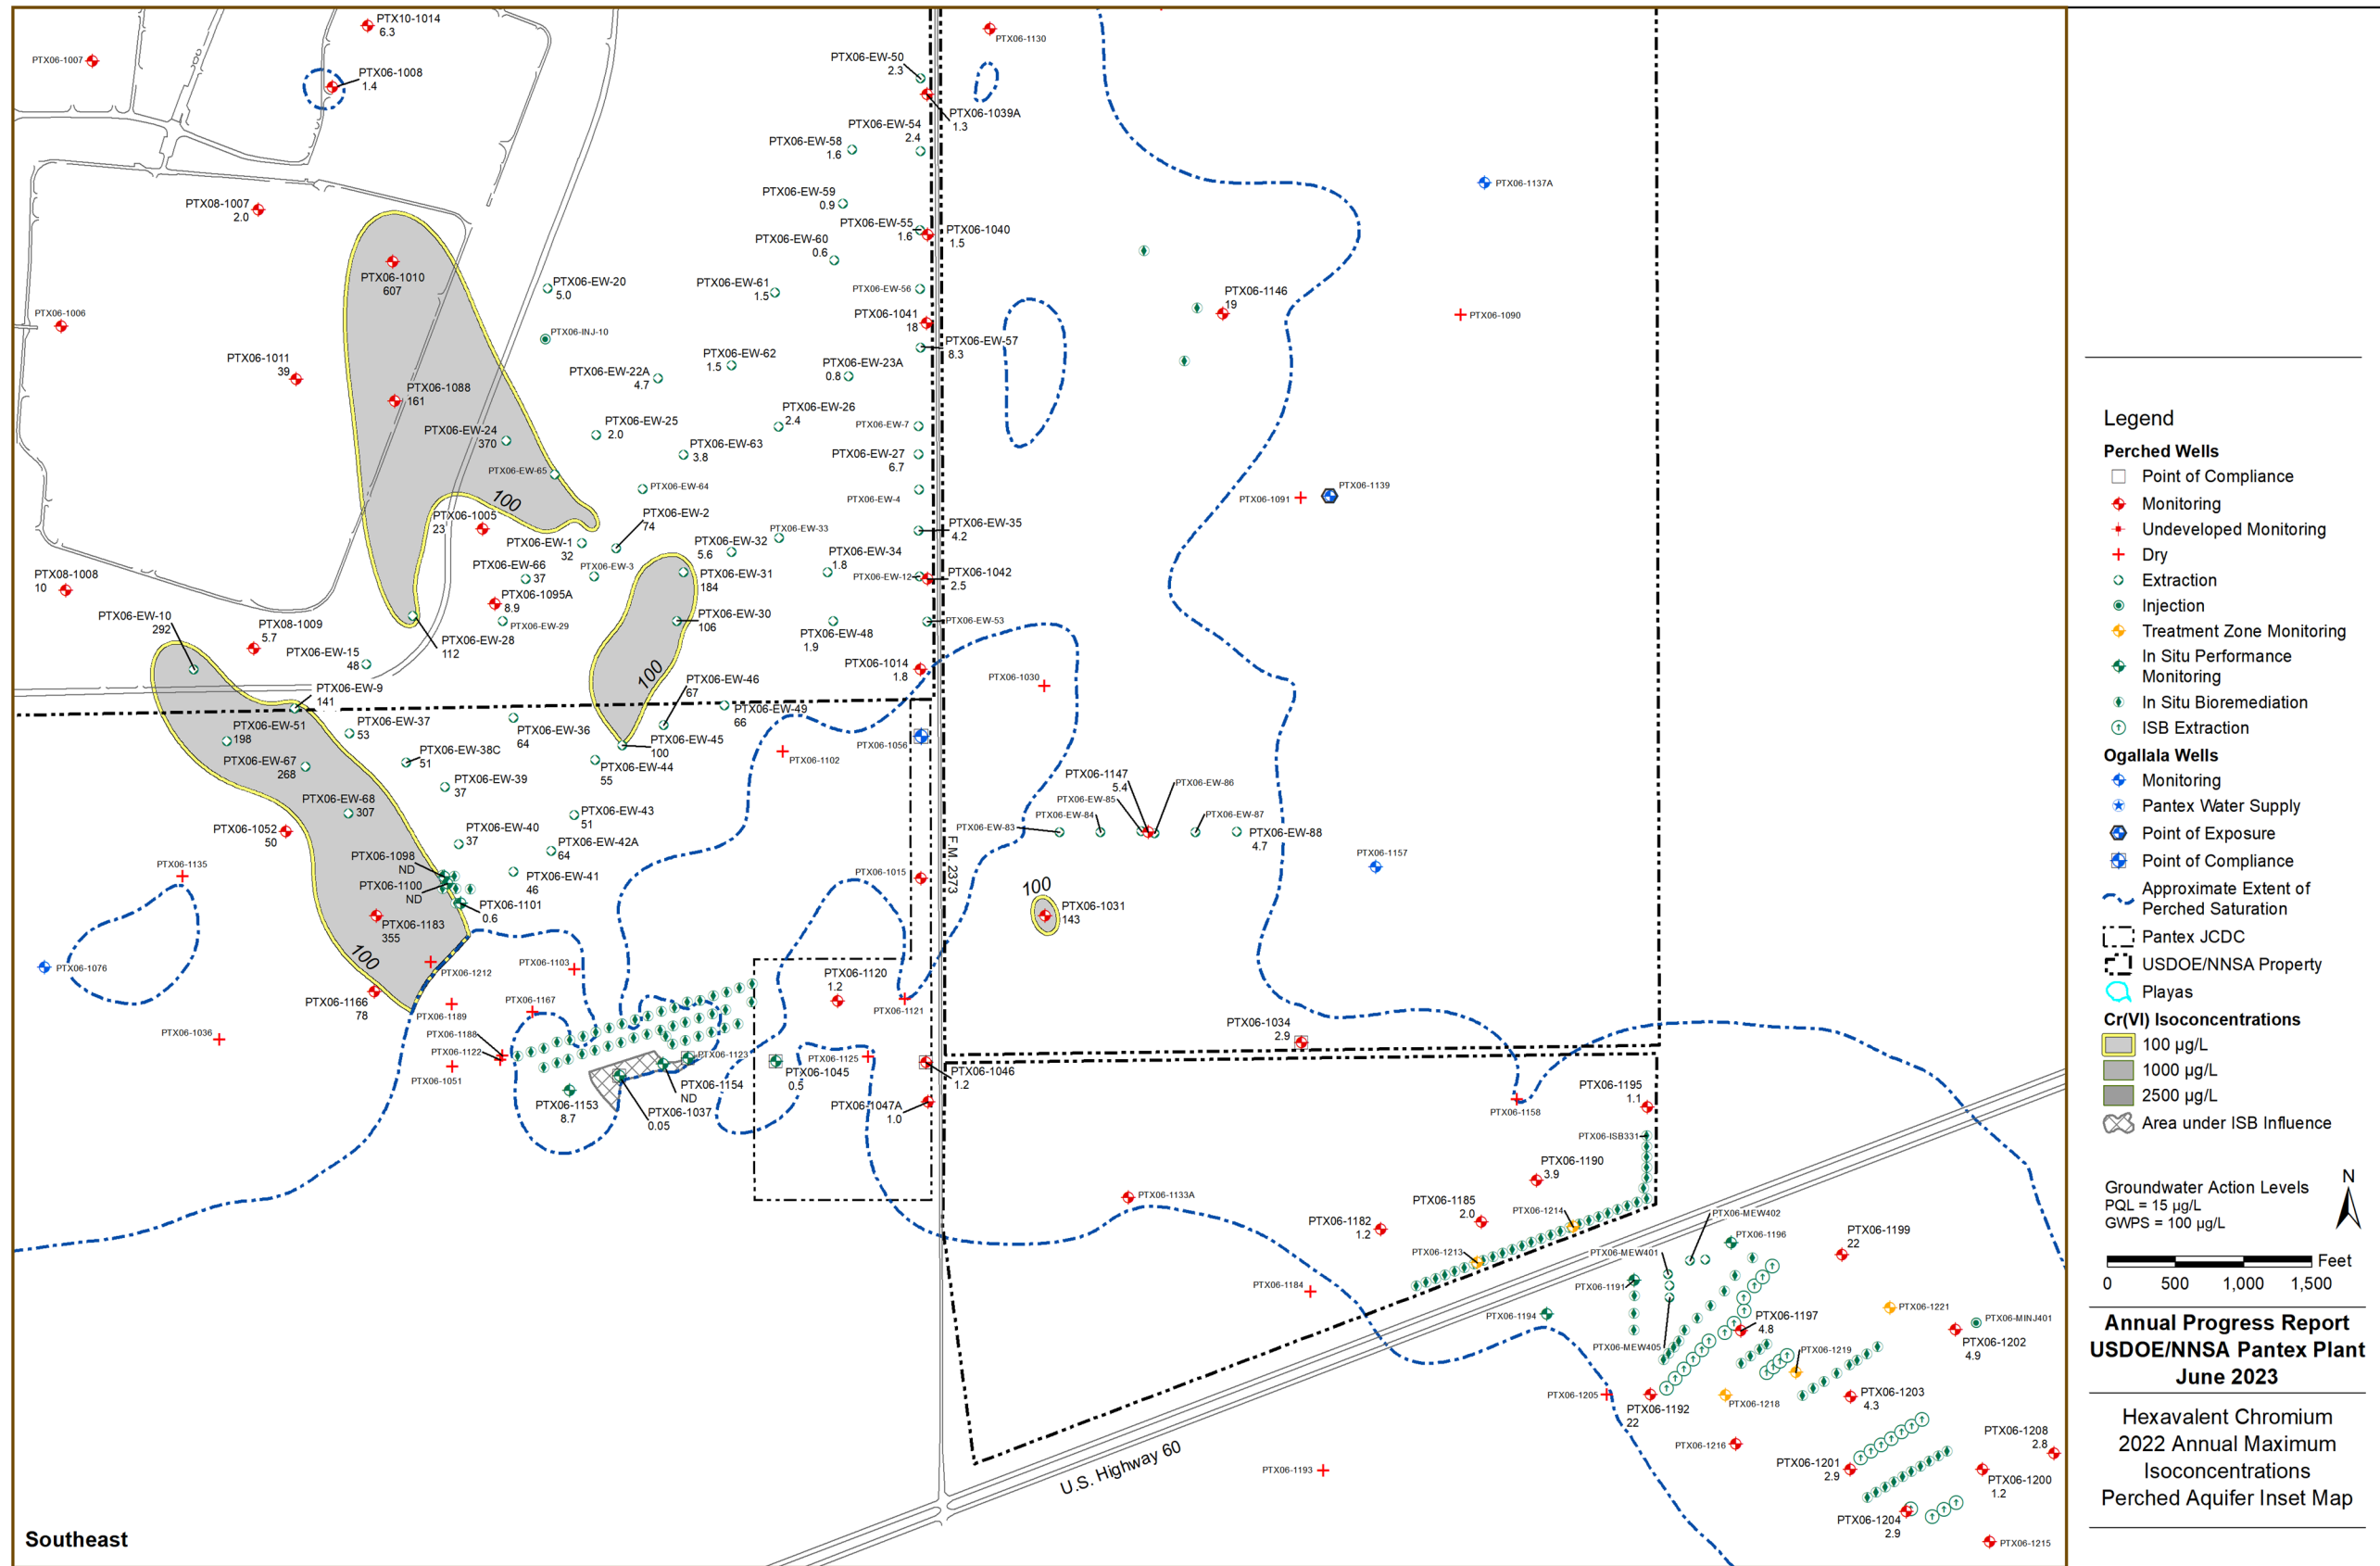 PTX10-1014
6.3
PTX06-1007
PTX06-1008
1.4
PTX06-1130
PTX06-EW-50
2.3
PTX06-1039A
1.3
PTX06-EW-54
2.4
PTX06-EW-58
1.6
PTX06-1137A
PTX06-EW-59
0.9
PTX08-1007
2.0
PTX06-EW-55
1.6
PTX06-1040
1.5
PTX06-EW-60
0.6
PTX06-1010
607
PTX06-EW-20
5.0
PTX06-EW-61
1.5
PTX06-EW-56
PTX06-1146
19
PTX06-1006
PTX06-INJ-10
PTX06-1041
18
PTX06-1090
PTX06-EW-57
8.3
PTX06-1011
39
PTX06-EW-62
1.5
PTX06-EW-22A
4.7
PTX06-EW-23A
0.8
PTX06-1088
161
PTX06-EW-26
2.4
PTX06-EW-25
2.0
PTX06-EW-7
PTX06-EW-24
370
PTX06-EW-63
3.8
PTX06-EW-27
6.7
PTX06-EW-65
PTX06-EW-64
PTX06-EW-4
PTX06-1091
PTX06-1139
100
PTX06-1005
23
PTX06-EW-2
74
PTX06-EW-33
PTX06-EW-35
4.2
PTX06-EW-1
32
PTX06-EW-32
5.6
PTX06-EW-34
1.8
PTX06-EW-66
37
PTX06-EW-3
PTX06-EW-31
184
PTX06-EW-12
PTX06-1042
2.5
PTX08-1008
10
PTX06-1095A
8.9
PTX06-EW-10
292
PTX06-EW-29
PTX06-EW-30
106
PTX06-EW-53
PTX08-1009
5.7
PTX06-EW-28
112
PTX06-EW-48
1.9
PTX06-EW-15
48
PTX06-1014
1.8
PTX06-1030
100
PTX06-EW-9
141
PTX06-EW-46
67
PTX06-EW-49
66
PTX06-EW-51
198
PTX06-EW-37
53
PTX06-EW-36
64
PTX06-EW-45
100
PTX06-1056
PTX06-EW-38C
51
PTX06-1102
PTX06-EW-67
268
PTX06-EW-44
55
PTX06-EW-39
37
PTX06-1147
5.4
PTX06-EW-86
PTX06-EW-85
PTX06-EW-84
PTX06-EW-87
PTX06-EW-83
PTX06-EW-88
4.7
PTX06-EW-68
307
PTX06-EW-43
51
PTX06-1052
50
PTX06-EW-40
37
PTX06-EW-42A
64
PTX06-1157
F.M. 2373
PTX06-1098
ND
PTX06-1135
PTX06-EW-41
46
PTX06-1015
PTX06-1100
ND
100
PTX06-1031
143
PTX06-1101
0.6
PTX06-1183
355
100
PTX06-1076
PTX06-1212
PTX06-1103
PTX06-1120
1.2
PTX06-1166
78
PTX06-1167
PTX06-1121
PTX06-1189
PTX06-1034
2.9
PTX06-1036
PTX06-1188
PTX06-1122
PTX06-1051
PTX06-1123
PTX06-1125
PTX06-1045
0.5
PTX06-1046
1.2
PTX06-1154
ND
PTX06-1153
8.7
PTX06-1037
0.05
PTX06-1047A
1.0
PTX06-1195
1.1
PTX06-1158
PTX06-ISB331
PTX06-1190
3.9
PTX06-1133A
PTX06-1185
2.0
PTX06-1182
1.2
PTX06-1214
PTX06-MEW402
PTX06-1196
PTX06-1199
22
PTX06-1213
PTX06-MEW401
PTX06-1184
PTX06-1191
PTX06-1194
PTX06-1221
PTX06-MINJ401
PTX06-1197
4.8
PTX06-1202
4.9
PTX06-MEW405
PTX06-1219
PTX06-1205
PTX06-1192
22
PTX06-1218
PTX06-1203
4.3
PTX06-1216
PTX06-1208
2.8
PTX06-1193
PTX06-1201
2.9
PTX06-1200
1.2
PTX06-1204
2.9
PTX06-1215
U.S. Highway 60
Southeast
Legend
Perched Wells
Point of Compliance
Monitoring
Undeveloped Monitoring
Dry
Extraction
Injection
Treatment Zone Monitoring
In Situ Performance
Monitoring
In Situ Bioremediation
ISB Extraction
Ogallala Wells
Monitoring
Pantex Water Supply
Point of Exposure
Point of Compliance
Approximate Extent of
Perched Saturation
Pantex JCDC
USDOE/NNSA Property
Playas
Cr(VI) Isoconcentrations
100 µg/L
1000 µg/L
2500 µg/L
Area under ISB Influence
Groundwater Action Levels
PQL = 15 µg/L
GWPS = 100 µg/L
N
Feet
0 500 1,000 1,500
Annual Progress Report
USDOE/NNSA Pantex Plant
June 2023
Hexavalent Chromium
2022 Annual Maximum
Isoconcentrations
Perched Aquifer Inset Map